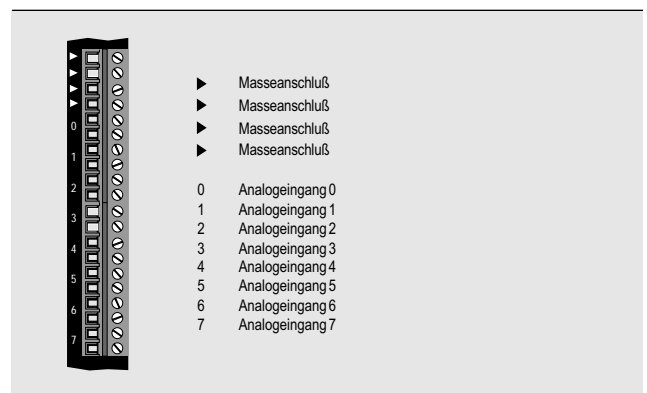 0
1
2
3
4
5
6
7
▶ Masseanschluß
▶ Masseanschluß
▶ Masseanschluß
▶ Masseanschluß
0 Analogeingang 0
1 Analogeingang 1
2 Analogeingang 2
3 Analogeingang 3
4 Analogeingang 4
5 Analogeingang 5
6 Analogeingang 6
7 Analogeingang 7